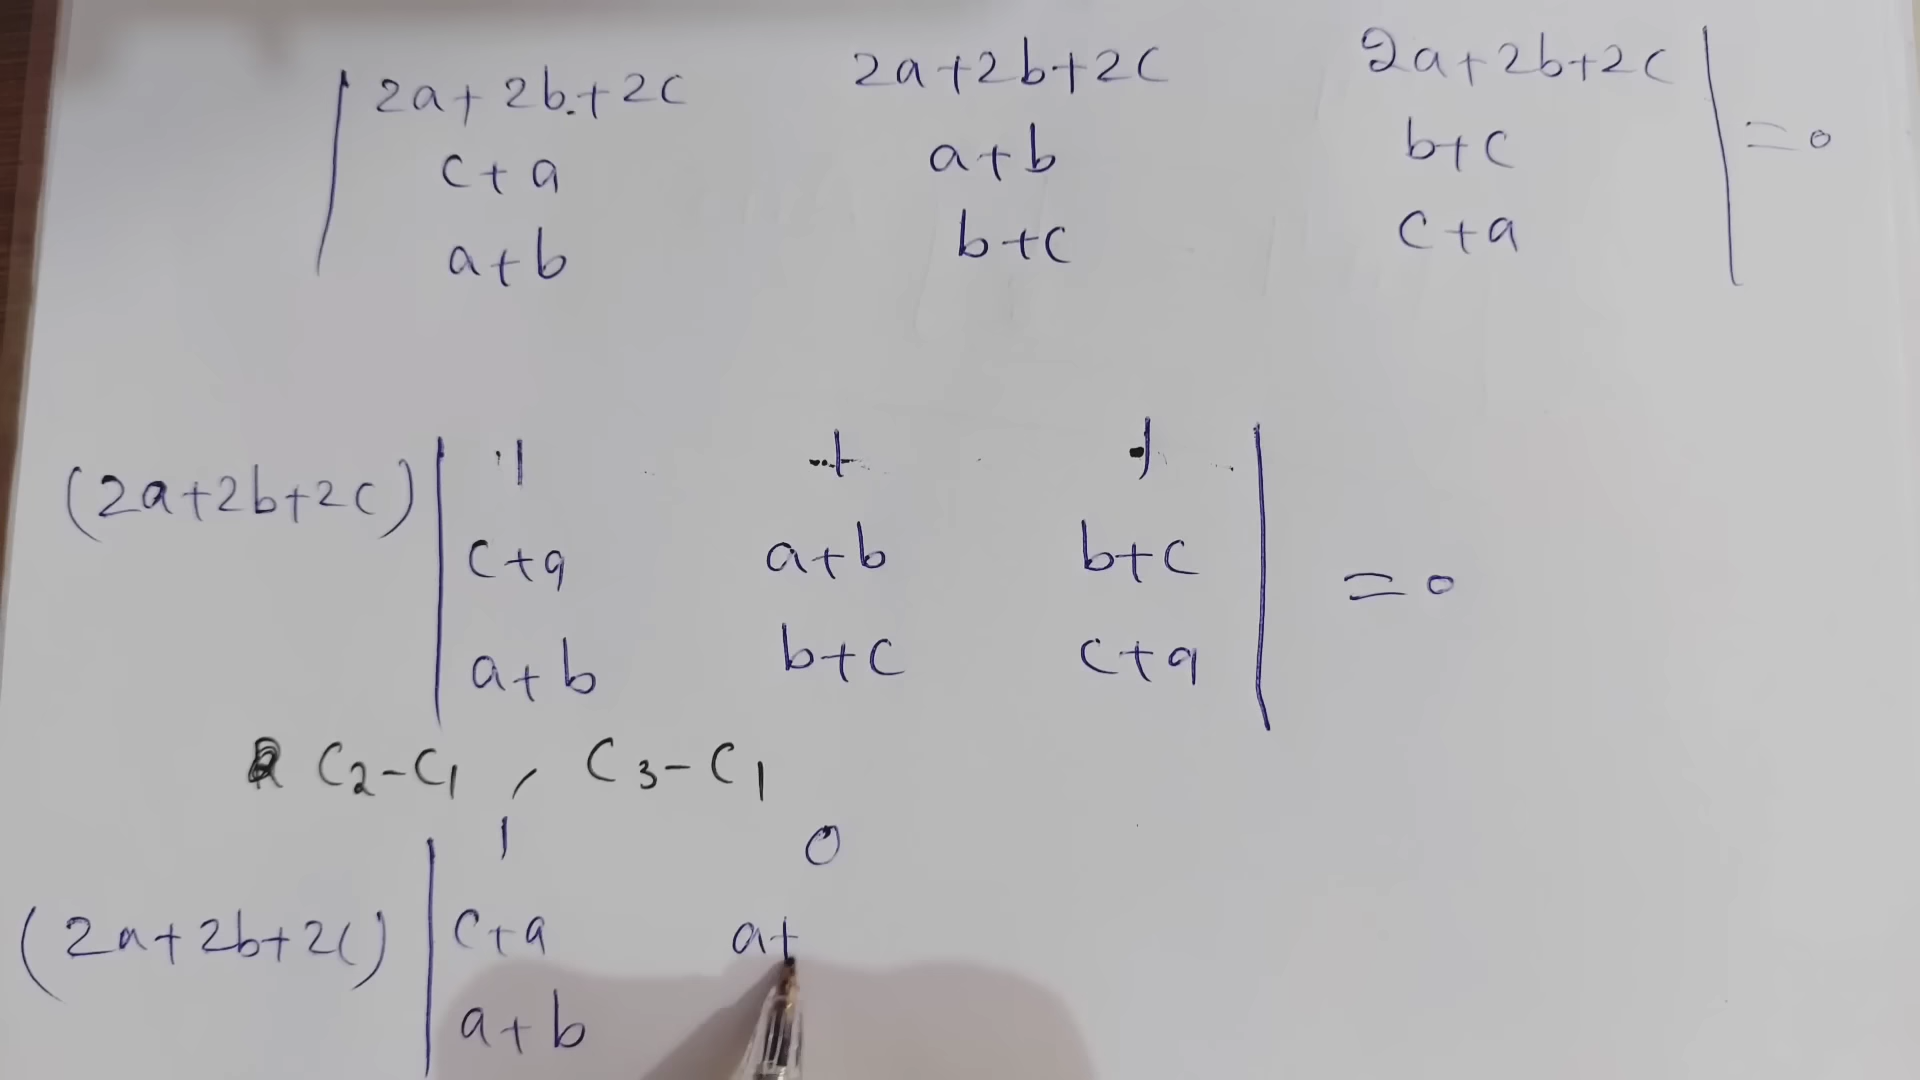 | 2a+2b+2c 2a+2b+2c 2a+2b+2c |
c+a a+b b+c =0
a+b b+c c+a
| 1 1 1 |
(2a+2b+2c) c+a a+b b+c =0
a+b b+c c+a
C₂-C₁ , C₃-C₁
| 1 0
(2a+2b+2c) c+a a+
a+b